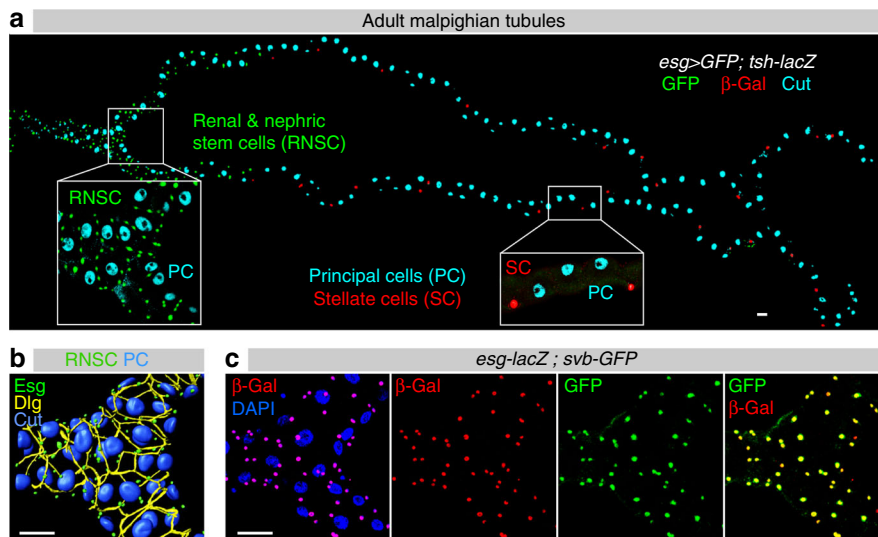 a
Adult malpighian tubules
esg>GFP; tsh-lacZ
GFP β-Gal Cut
Renal & nephric
stem cells (RNSC)
RNSC
PC
Principal cells (PC)
Stellate cells (SC)
SC
PC
b
RNSC PC
Esg
Dlg
Cut
c
esg-lacZ ; svb-GFP
β-Gal
DAPI
β-Gal
GFP
GFP
β-Gal